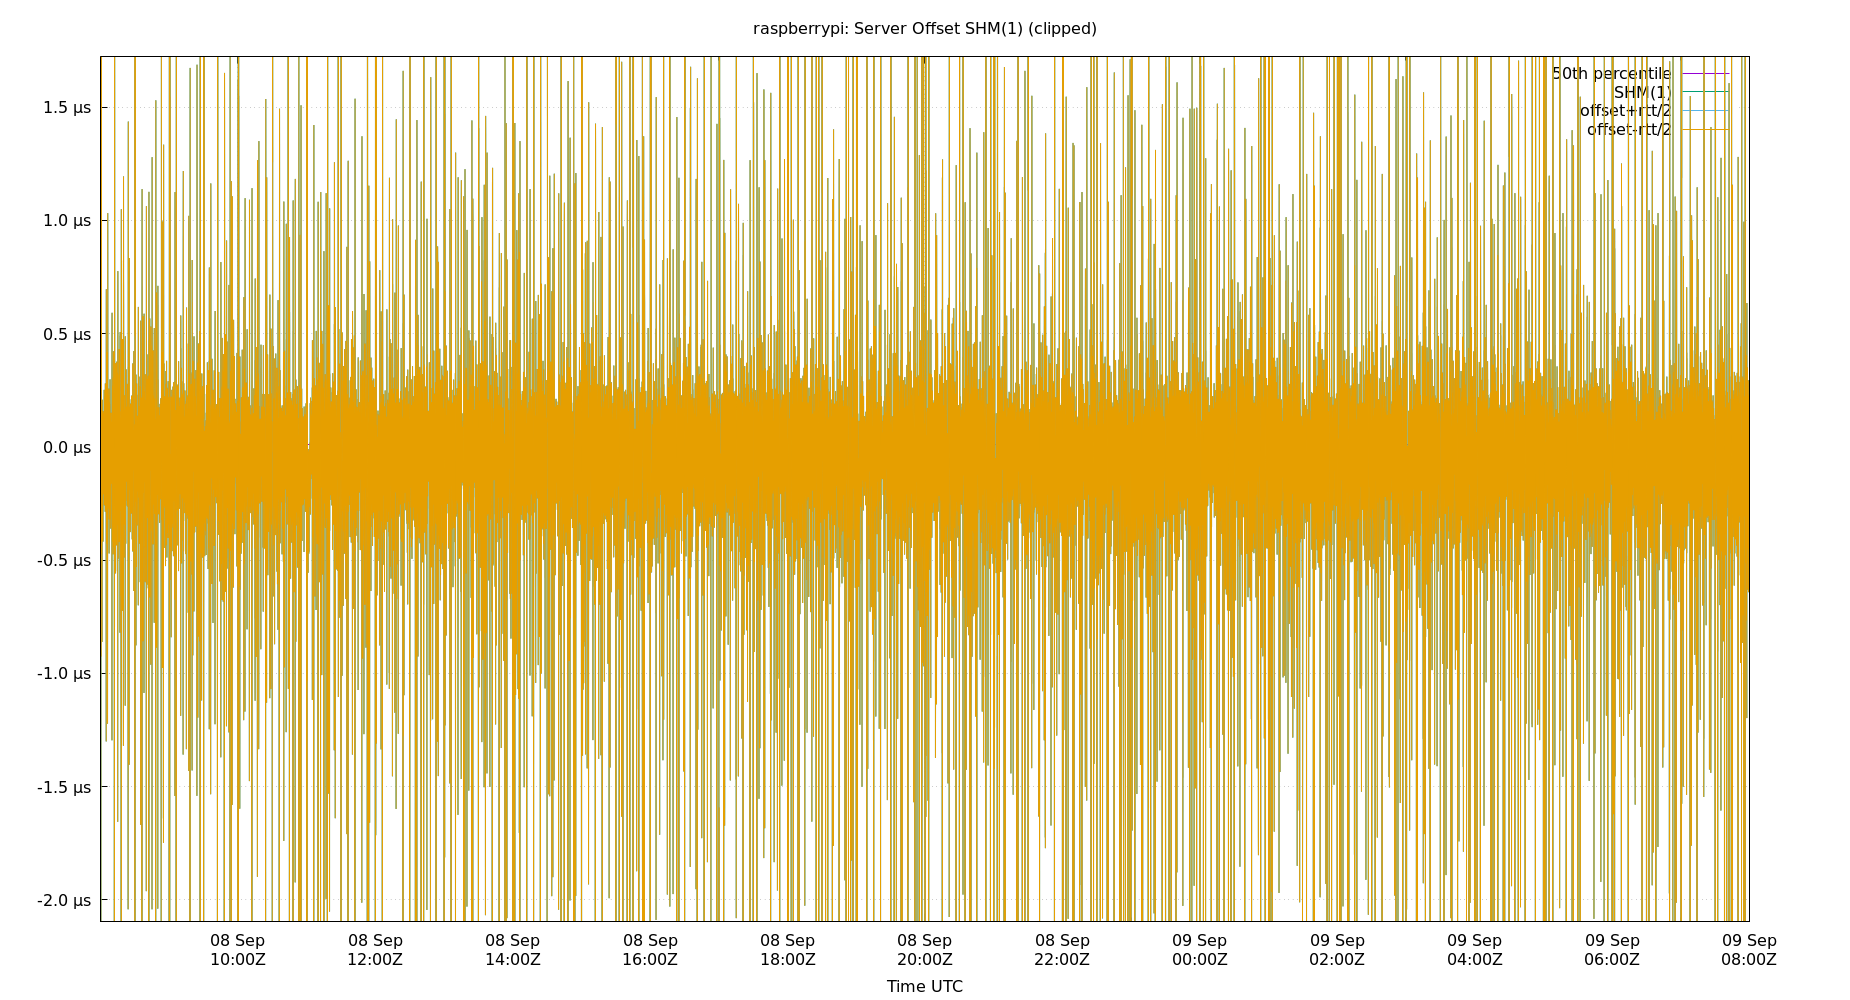 raspberrypi: Server Offset SHM(1) (clipped)
50th percentile
SHM(1)
offset+rtt/2
offset-rtt/2
1.5 µs
1.0 µs
0.5 µs
0.0 µs
-0.5 µs
-1.0 µs
-1.5 µs
-2.0 µs
08 Sep 08 Sep 08 Sep 08 Sep 08 Sep 08 Sep 08 Sep 09 Sep 09 Sep 09 Sep 09 Sep 09 Sep
10:00Z 12:00Z 14:00Z 16:00Z 18:00Z 20:00Z 22:00Z 00:00Z 02:00Z 04:00Z 06:00Z 08:00Z
Time UTC